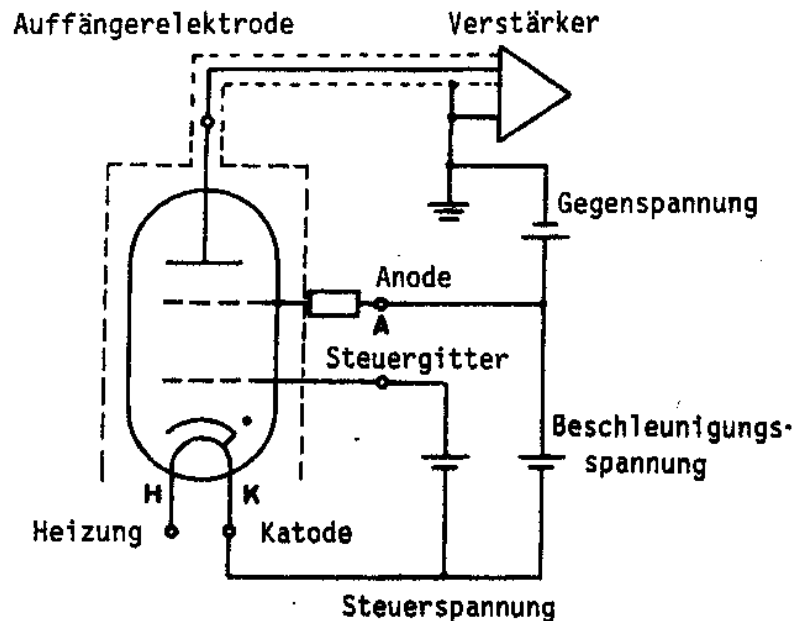 Auffängerelektrode
Verstärker
Gegenspannung
Anode
A
Steuergitter
Beschleunigungs-
spannung
H
K
Heizung
Katode
Steuerspannung